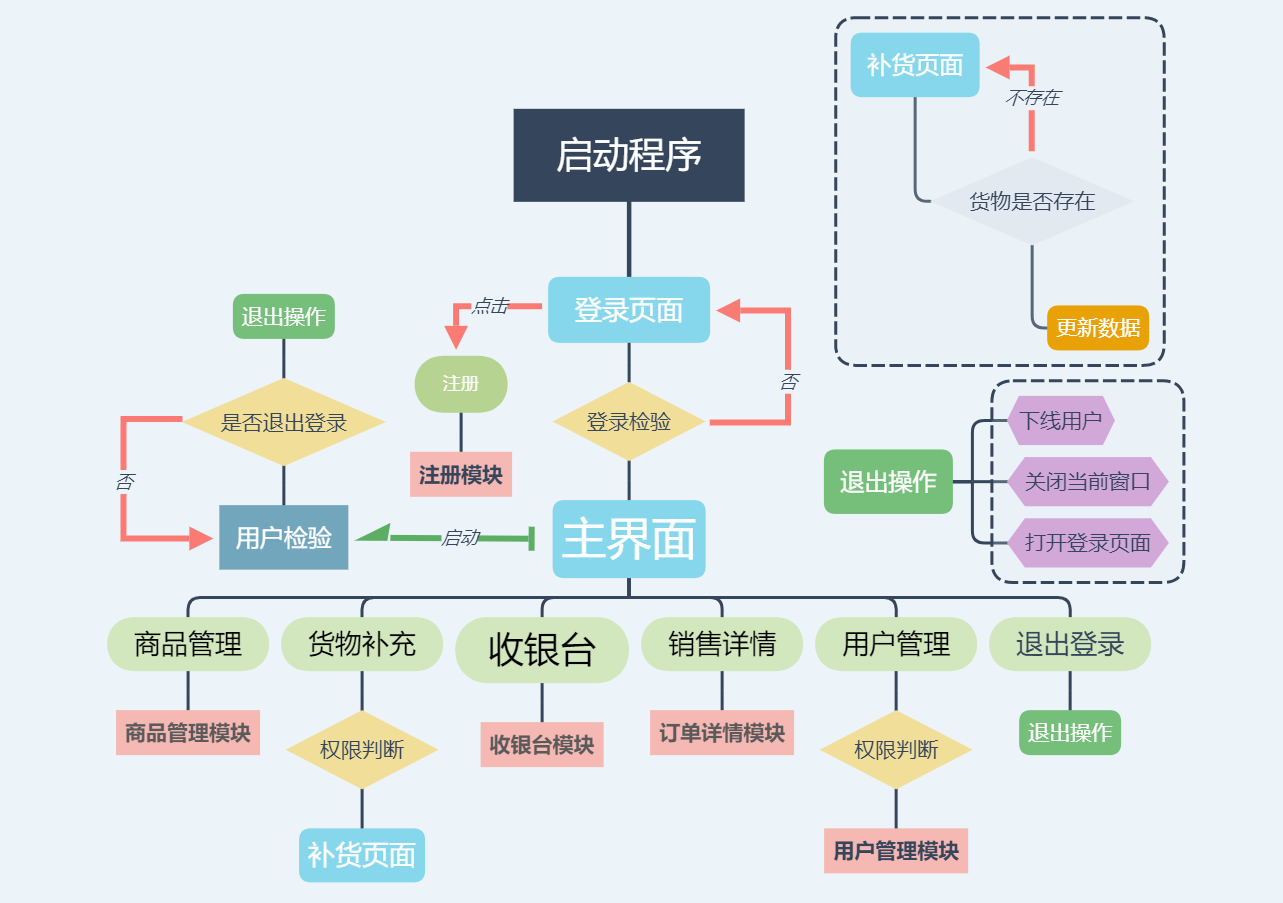 补货页面
不存在
启动程序
货物是否存在
登录页面
点击
退出操作
更新数据
注册
否
是否退出登录
登录检验
下线用户
注册模块
否
退出操作
关闭当前窗口
用户检验
启动
主界面
打开登录页面
商品管理
货物补充
收银台
销售详情
用户管理
退出登录
商品管理模块
权限判断
收银台模块
订单详情模块
权限判断
退出操作
补货页面
用户管理模块